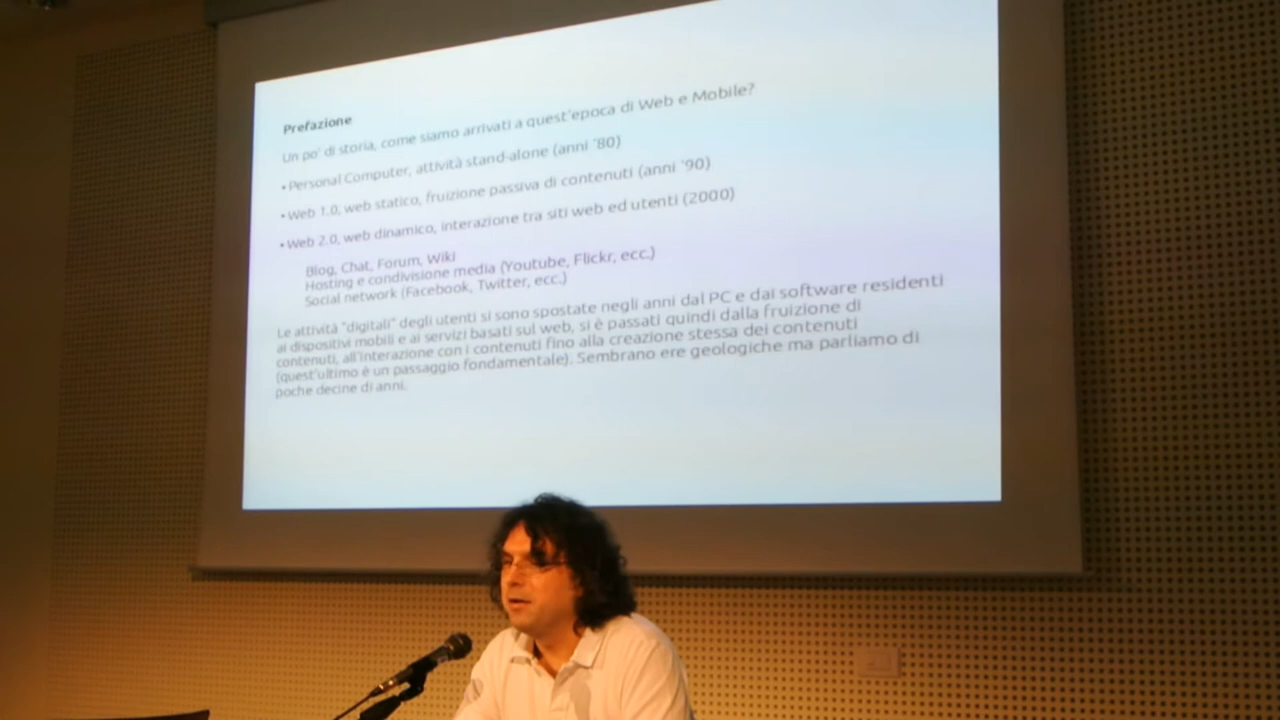 Prefazione
Un po' di storia, come siamo arrivati a quest'epoca di Web e Mobile?
• Personal Computer, attività stand-alone (anni '80)
• Web 1.0, web statico, fruizione passiva di contenuti (anni '90)
• Web 2.0, web dinamico, interazione tra siti web ed utenti (2000)
Blog, Chat, Forum, Wiki
Hosting e condivisione media (Youtube, Flickr, ecc.)
Social network (Facebook, Twitter, ecc.)
Le attività "digitali" degli utenti si sono spostate negli anni dal PC e dai software residenti
ai dispositivi mobili e ai servizi basati sul web, si è passati quindi dalla fruizione di
contenuti, all'interazione con i contenuti fino alla creazione stessa dei contenuti
(quest'ultimo è un passaggio fondamentale). Sembrano ere geologiche ma parliamo di
poche decine di anni.